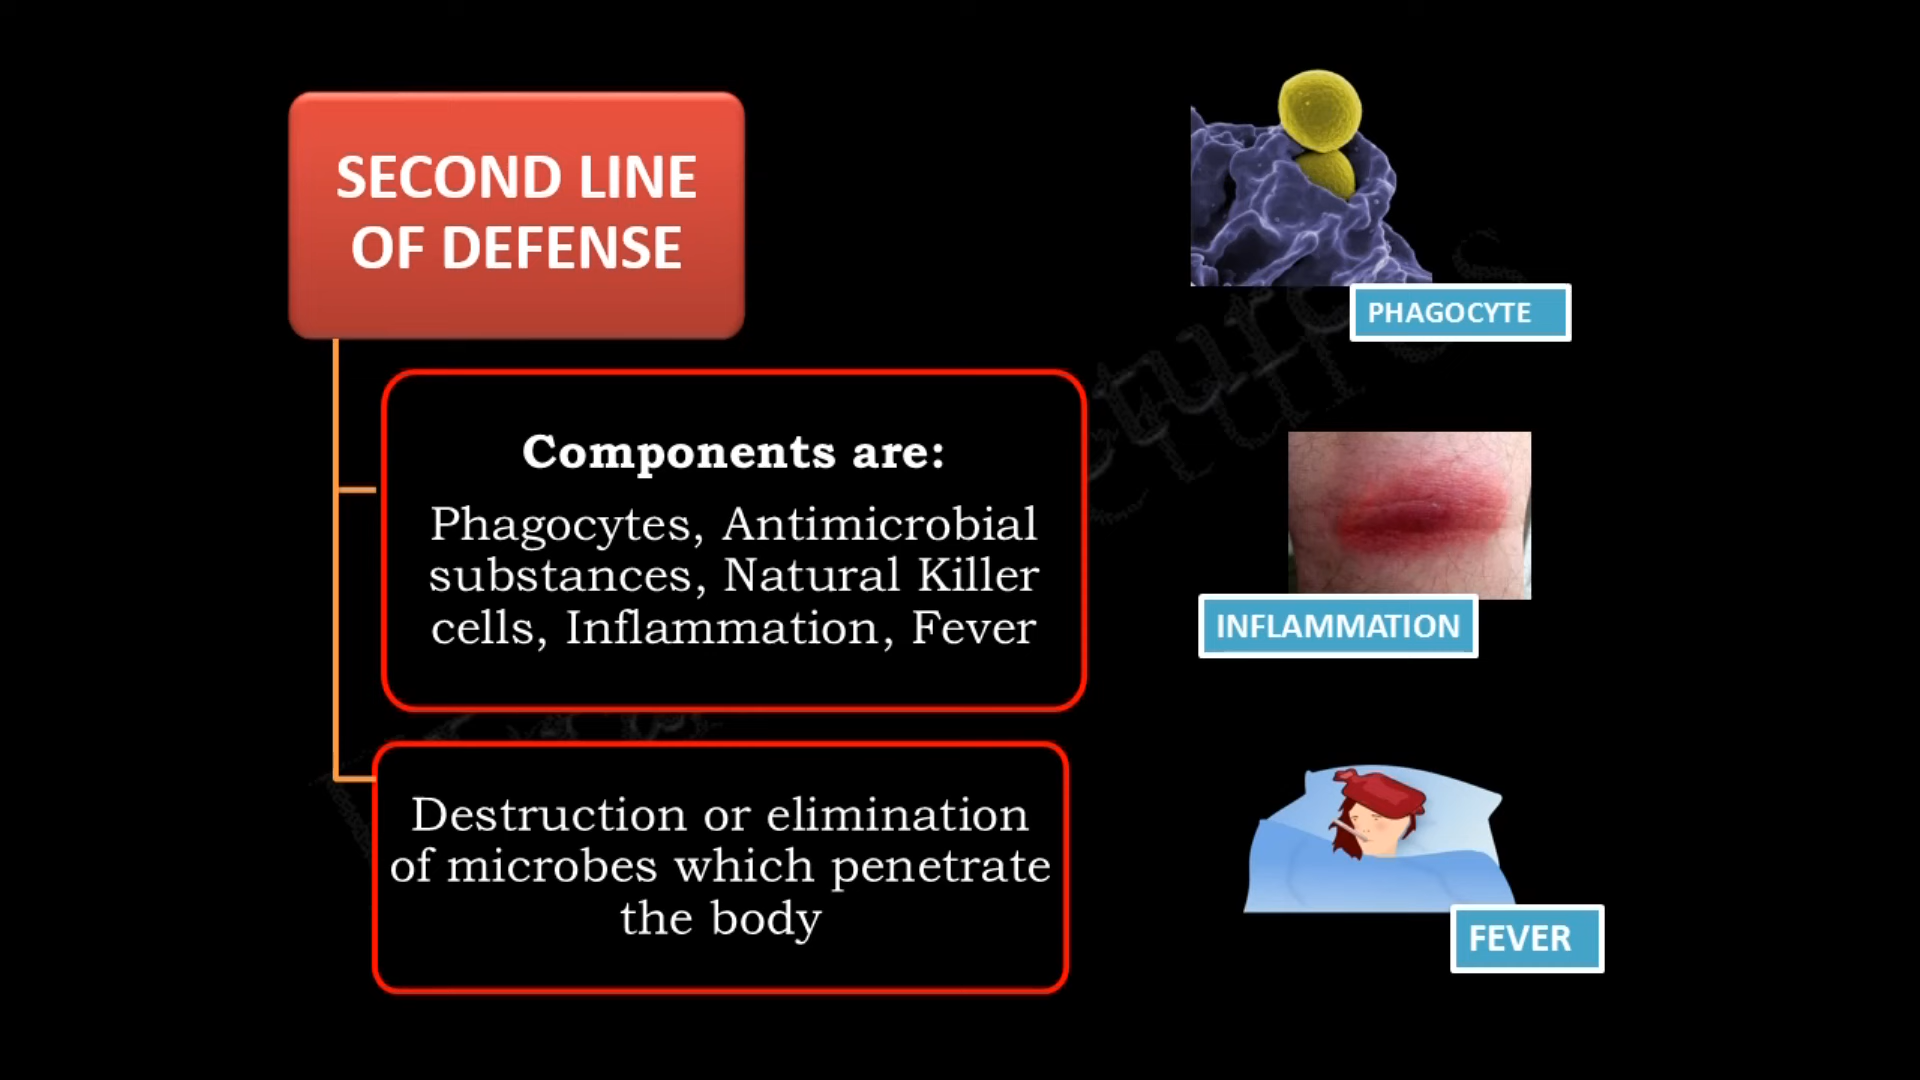 SECOND LINE
OF DEFENSE
Components are:
Phagocytes, Antimicrobial
substances, Natural Killer
cells, Inflammation, Fever
Destruction or elimination
of microbes which penetrate
the body
PHAGOCYTE
INFLAMMATION
FEVER